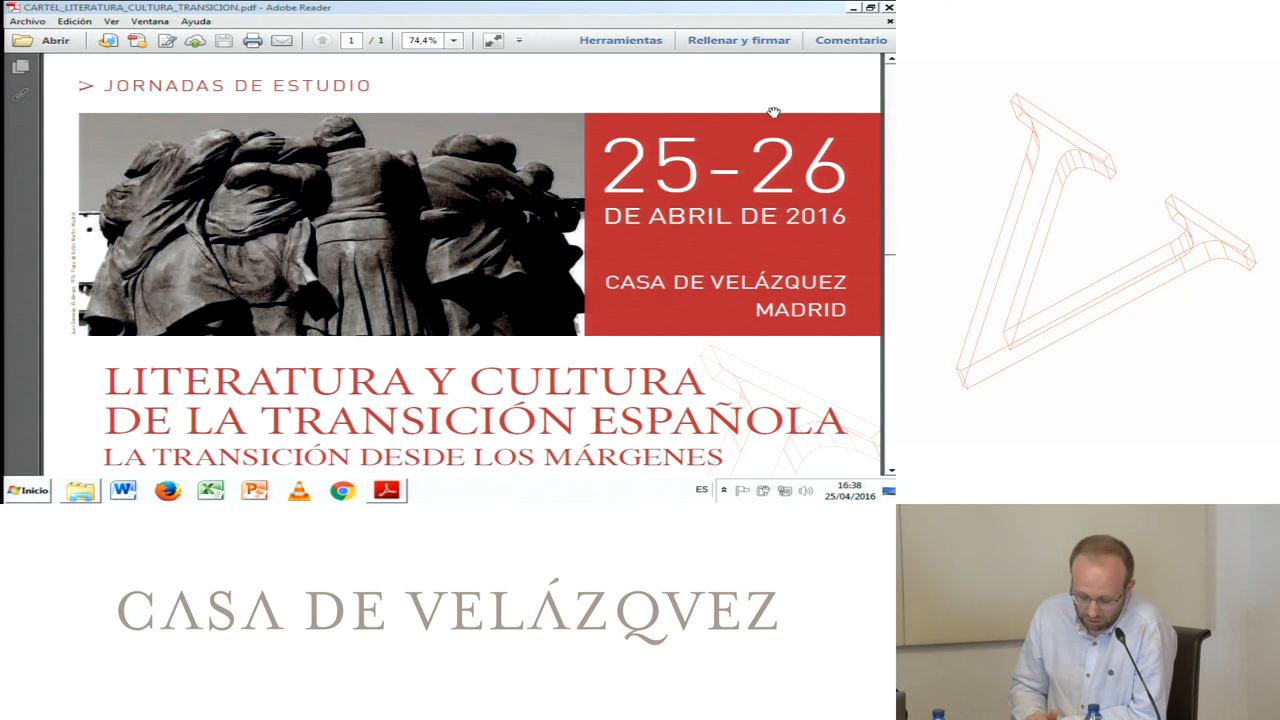 CARTEL_LITERATURA_CULTURA_TRANSICION.pdf - Adobe Reader
Archivo Edición Ver Ventana Ayuda
Abrir 1 / 1 74,4% Herramientas Rellenar y firmar Comentario
> JORNADAS DE ESTUDIO
25-26
DE ABRIL DE 2016
CASA DE VELÁZQUEZ
MADRID
LITERATURA Y CULTURA
DE LA TRANSICIÓN ESPAÑOLA
LA TRANSICIÓN DESDE LOS MÁRGENES
Inicio ES 16:38
25/04/2016
CASA DE VELÁZQVEZ